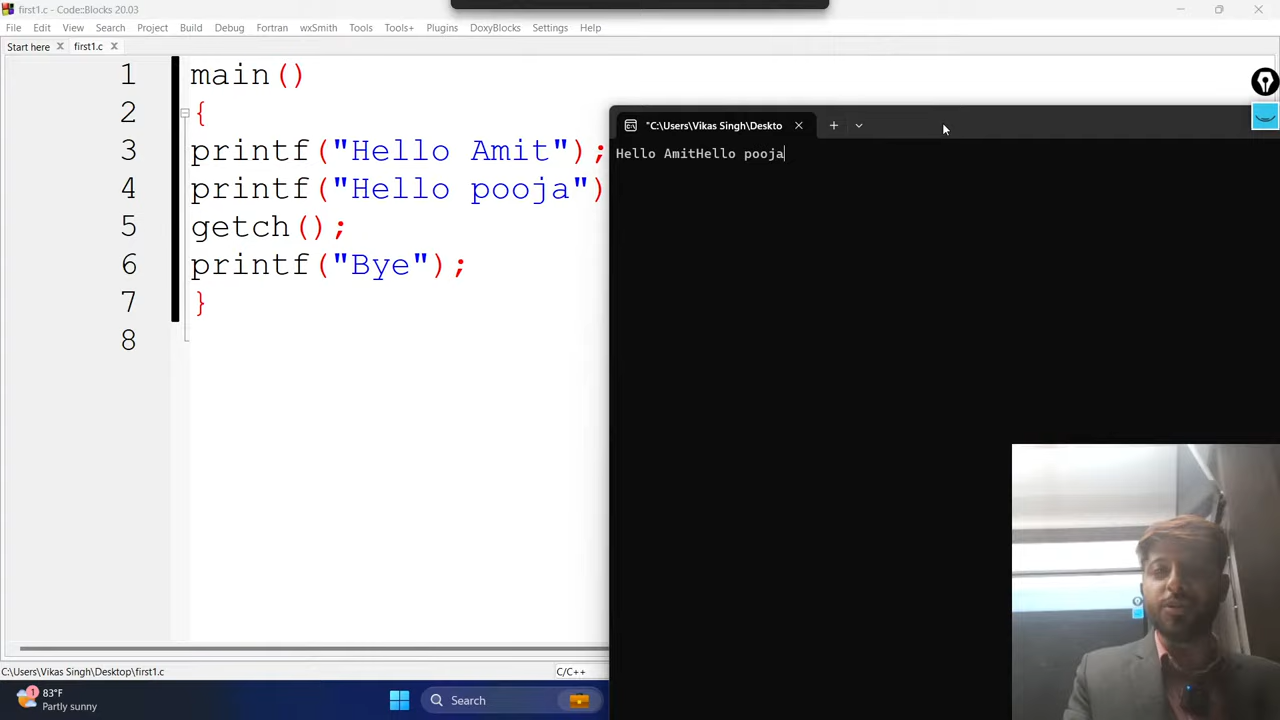 first1.c - Code::Blocks 20.03
File Edit View Search Project Build Debug Fortran wxSmith Tools Tools+ Plugins DoxyBlocks Settings Help
Start here first1.c
1 main()
2 {
3 printf("Hello Amit");
4 printf("Hello pooja")
5 getch();
6 printf("Bye");
7 }
8
"C:\Users\Vikas Singh\Deskto
Hello AmitHello pooja
C:\Users\Vikas Singh\Desktop\first1.c C/C++
1 83°F
Partly sunny
Search